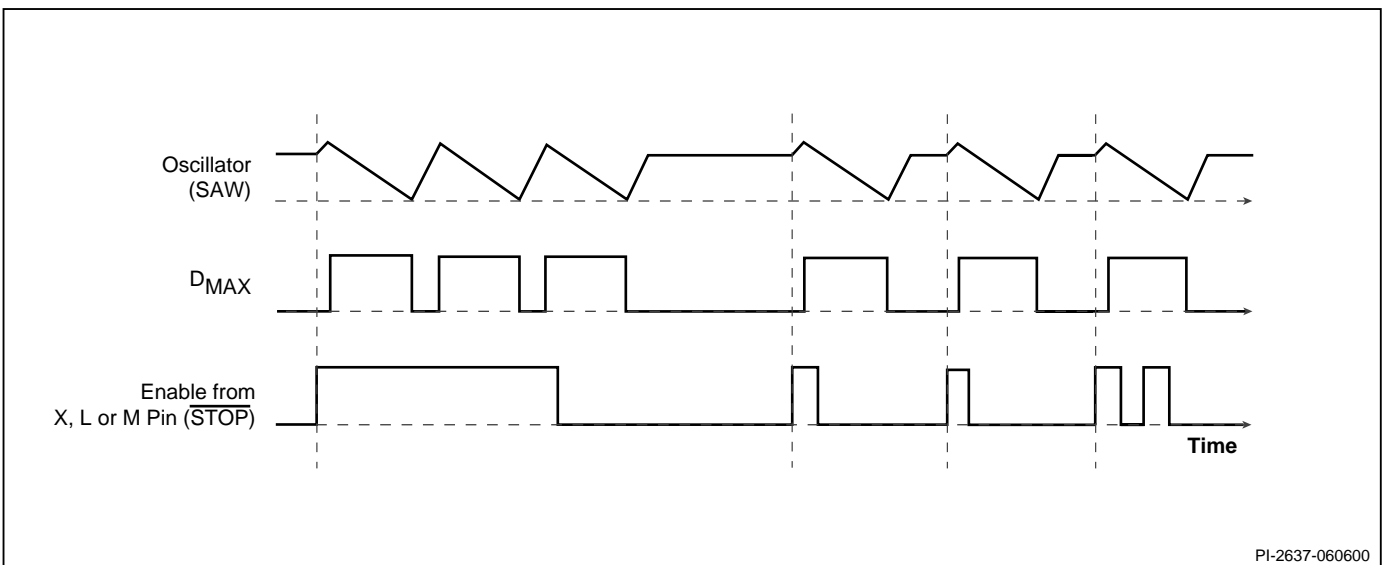 Oscillator
(SAW)
DMAX
Enable from
X, L or M Pin (STOP)
Time
PI-2637-060600